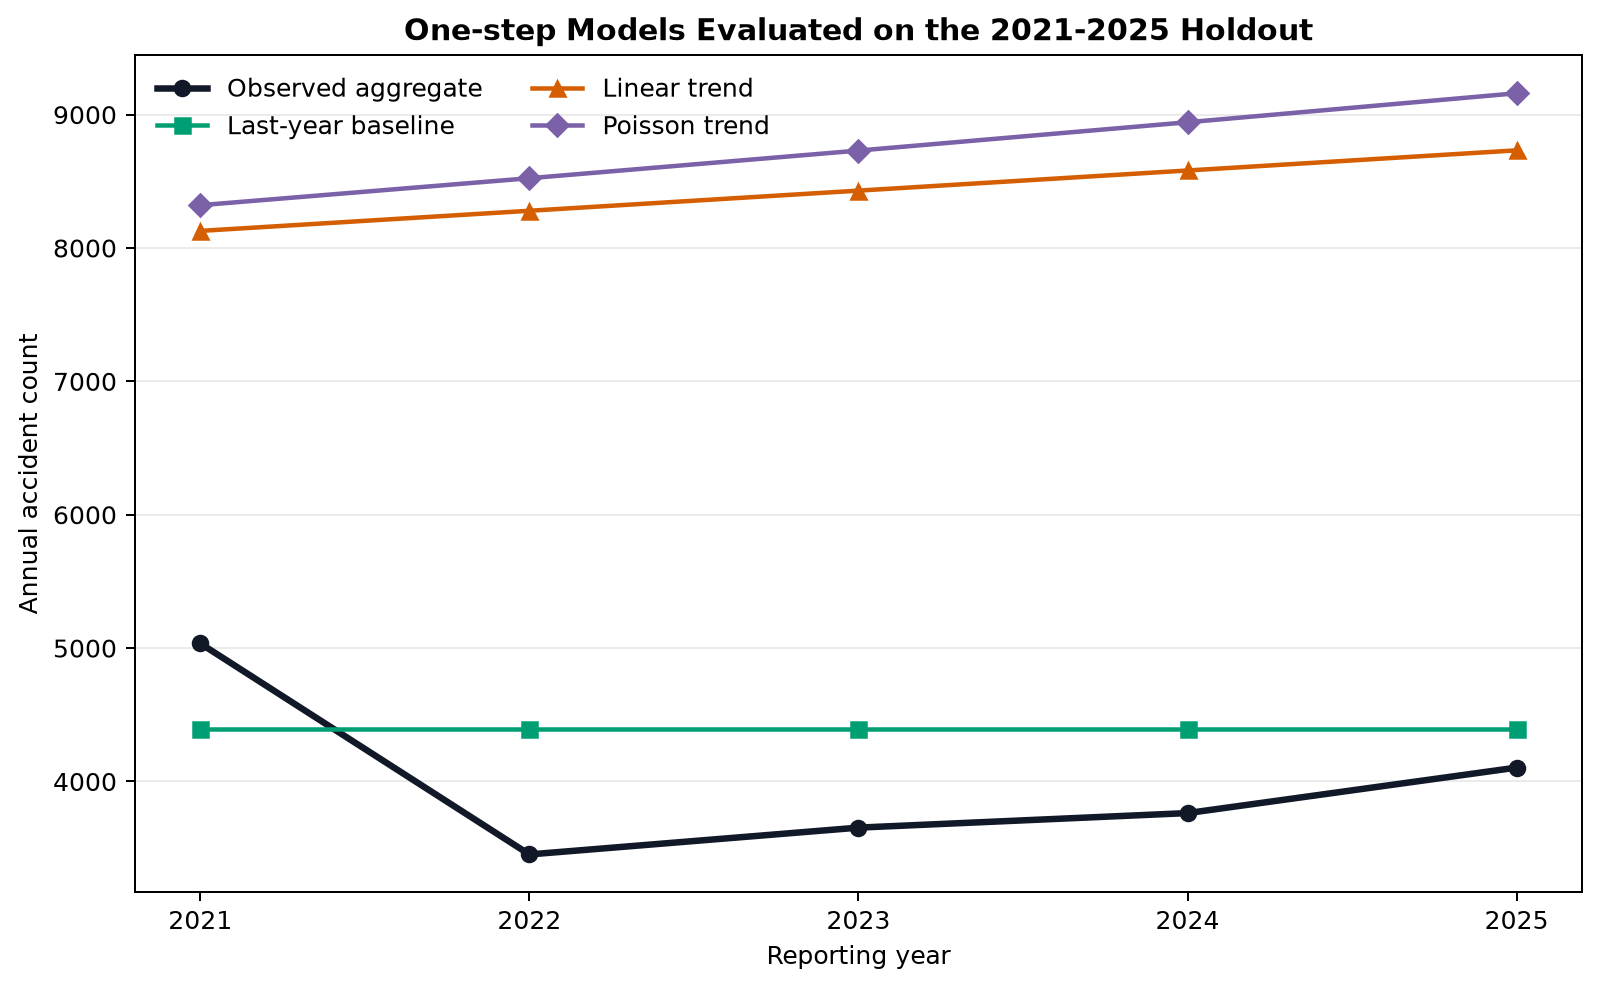 One-step Models Evaluated on the 2021-2025 Holdout
Observed aggregate
Last-year baseline
Linear trend
Poisson trend
Annual accident count
9000
8000
7000
6000
5000
4000
2021 2022 2023 2024 2025
Reporting year